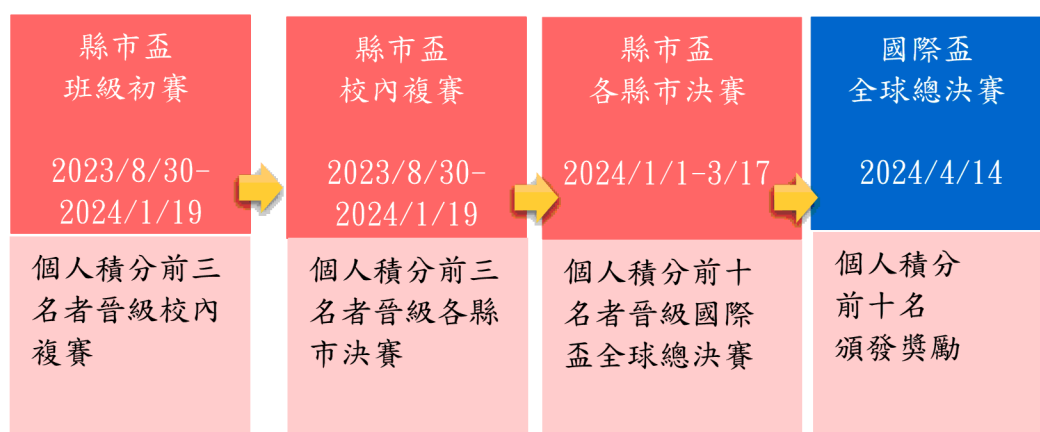 縣市盃
班級初賽
2023/8/30-
2024/1/19
個人積分前三
名者晉級校內
複賽
縣市盃
校內複賽
2023/8/30-
2024/1/19
個人積分前三
名者晉級各縣
市決賽
縣市盃
各縣市決賽
2024/1/1-3/17
個人積分前十
名者晉級國際
盃全球總決賽
國際盃
全球總決賽
2024/4/14
個人積分
前十名
頒發獎勵